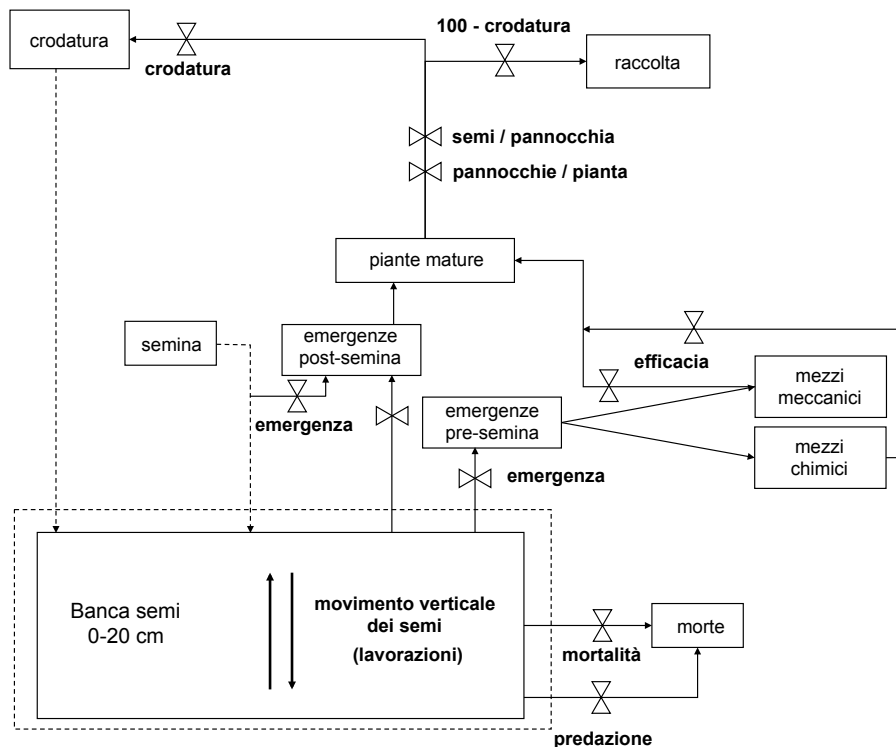 100 - crodatura
crodatura
crodatura
raccolta
semi / pannocchia
pannocchie / pianta
piante mature
semina
emergenze
post-semina
efficacia
mezzi
meccanici
emergenza
emergenze
pre-semina
mezzi
chimici
emergenza
Banca semi
0-20 cm
movimento verticale
dei semi
(lavorazioni)
morte
mortalità
predazione